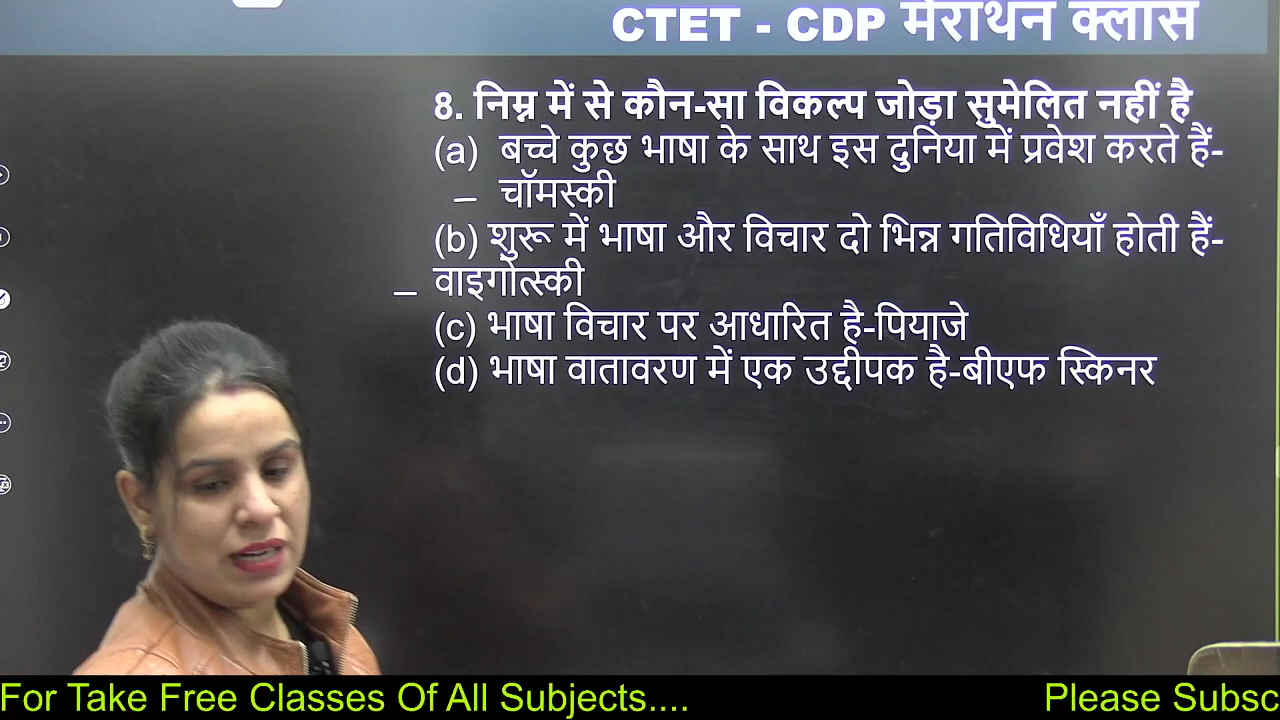 CTET - CDP मैराथन क्लास
8. निम्न में से कौन-सा विकल्प जोड़ा सुमेलित नहीं है
(a) बच्चे कुछ भाषा के साथ इस दुनिया में प्रवेश करते हैं-
– चॉमस्की
(b) शुरू में भाषा और विचार दो भिन्न गतिविधियाँ होती हैं-
– वाइगोत्स्की
(c) भाषा विचार पर आधारित है-पियाजे
(d) भाषा वातावरण में एक उद्दीपक है-बीएफ स्किनर
For Take Free Classes Of All Subjects.... Please Subsc